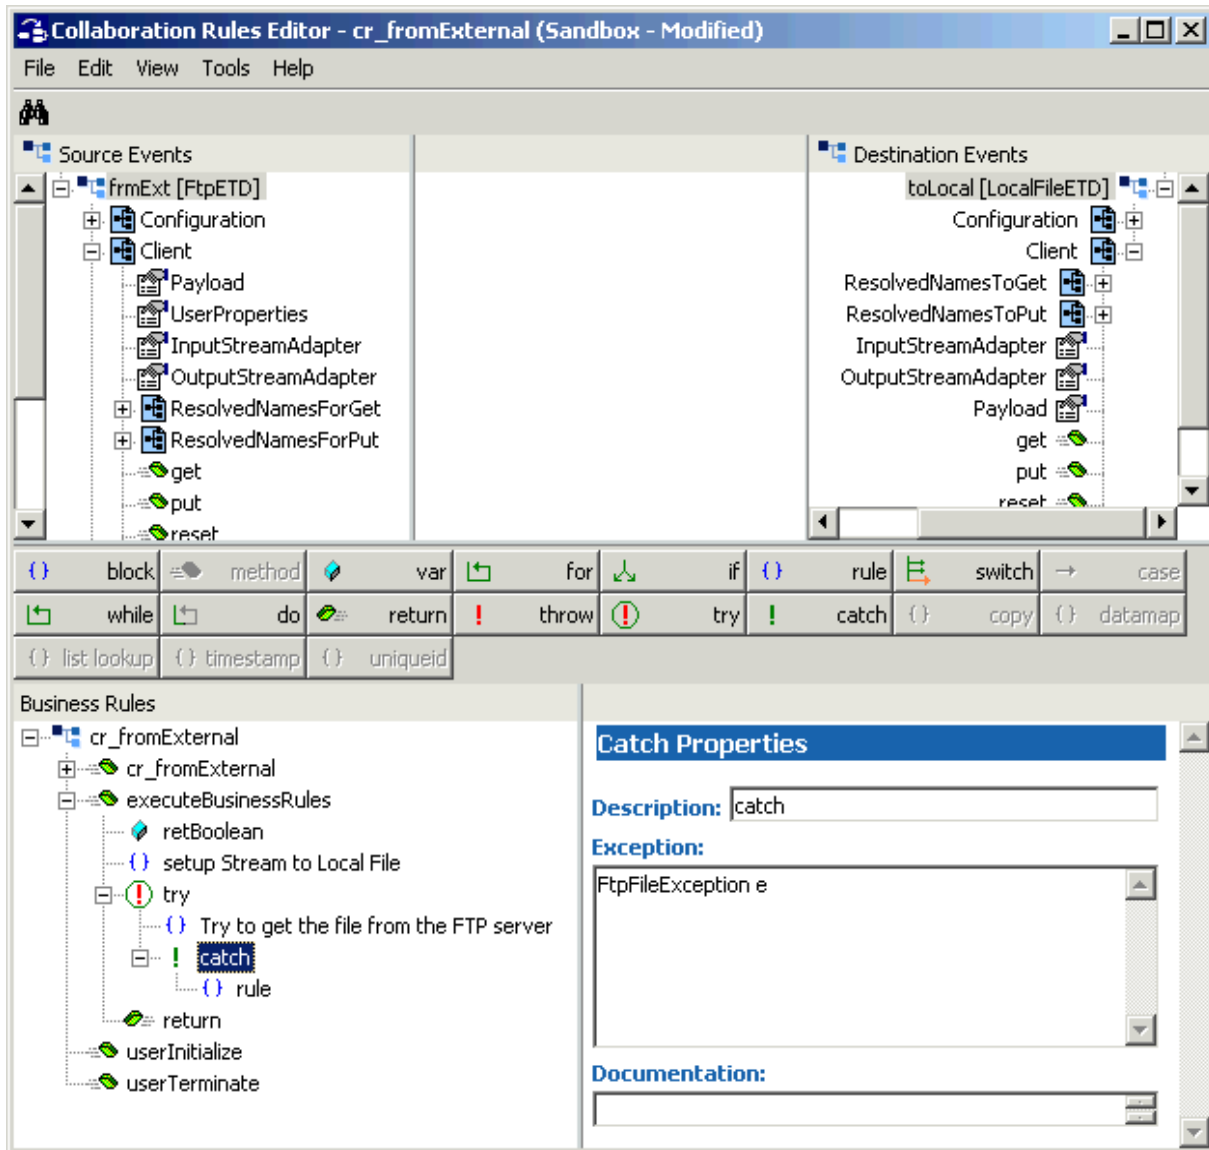 Collaboration Rules Editor - cr_fromExternal (Sandbox - Modified)
File Edit View Tools Help
Source Events
frmExt [FtpETD]
Configuration
Client
Payload
UserProperties
InputStreamAdapter
OutputStreamAdapter
ResolvedNamesForGet
ResolvedNamesForPut
get
put
reset
Destination Events
toLocal [LocalFileETD]
Configuration
Client
ResolvedNamesToGet
ResolvedNamesToPut
InputStreamAdapter
OutputStreamAdapter
Payload
get
put
reset
block method var for if rule switch case
while do return throw try catch copy datamap
list lookup timestamp uniqueid
Business Rules
cr_fromExternal
cr_fromExternal
executeBusinessRules
retBoolean
setup Stream to Local File
try
Try to get the file from the FTP server
catch
rule
return
userInitialize
userTerminate
Catch Properties
Description: catch
Exception:
FtpFileException e
Documentation: